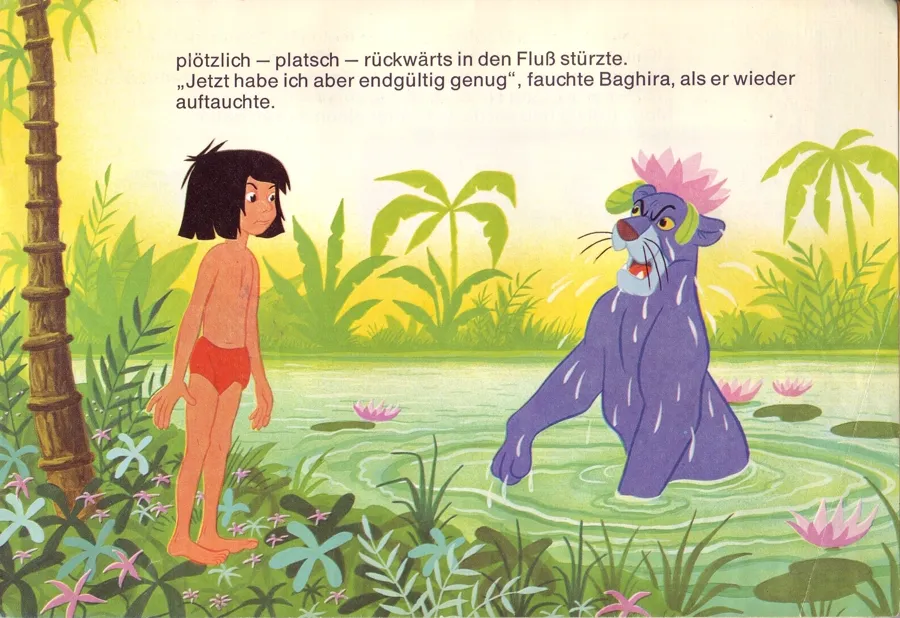 plötzlich — platsch — rückwärts in den Fluß stürzte.
„Jetzt habe ich aber endgültig genug“, fauchte Baghira, als er wieder
auftauchte.